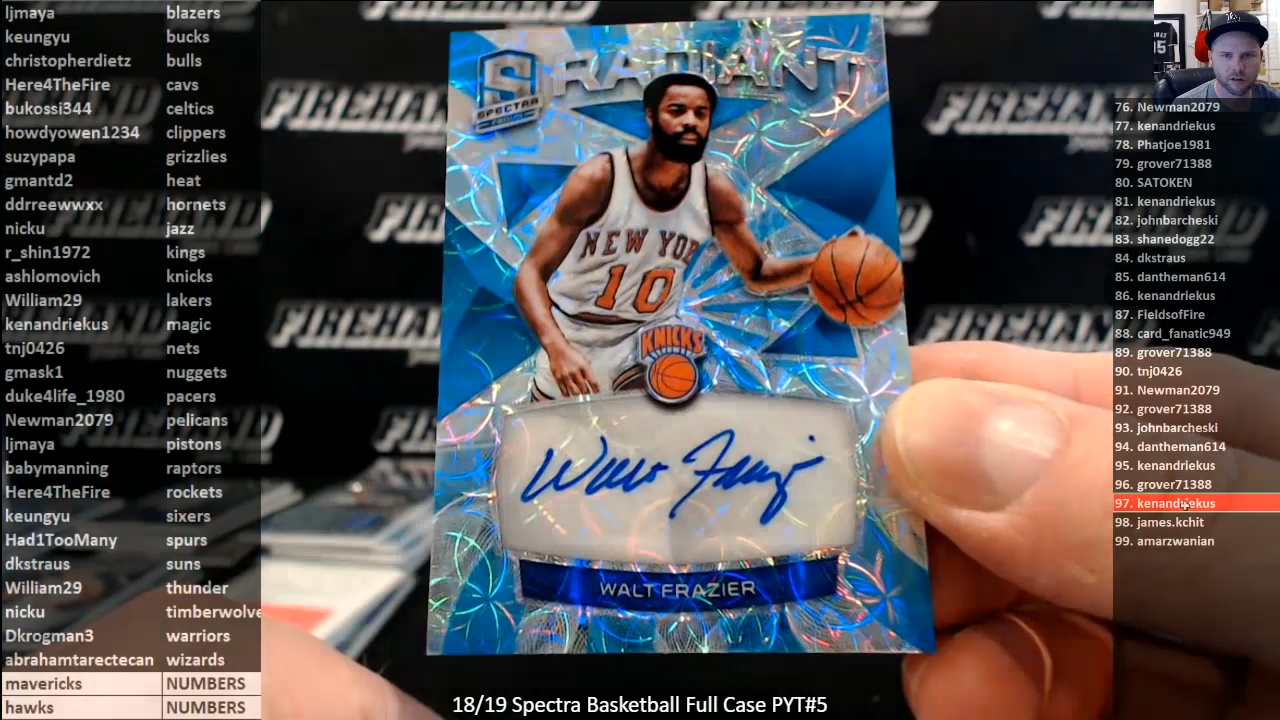 ljmaya blazers
keungyu bucks
christopherdietz bulls
Here4TheFire cavs
bukossi344 celtics
howdyowen1234 clippers
suzypapa grizzlies
gmantd2 heat
ddrreewwxx hornets
nicku jazz
r_shin1972 kings
ashlomovich knicks
William29 lakers
kenandriekus magic
tnj0426 nets
gmask1 nuggets
duke4life_1980 pacers
Newman2079 pelicans
ljmaya pistons
babymanning raptors
Here4TheFire rockets
keungyu sixers
Had1TooMany spurs
dkstraus suns
William29 thunder
nicku timberwolve
Dkrogman3 warriors
abrahamtarectecan wizards
mavericks NUMBERS
hawks NUMBERS
FIREHAND
S RADIANT
SPECTRA
NEW YOR
10
KNICKS
Walt Frazier
WALT FRAZIER
18/19 Spectra Basketball Full Case PYT#5
76. Newman2079
77. kenandriekus
78. Phatjoe1981
79. grover71388
80. SATOKEN
81. kenandriekus
82. johnbarcheski
83. shanedogg22
84. dkstraus
85. dantheman614
86. kenandriekus
87. FieldsofFire
88. card_fanatic949
89. grover71388
90. tnj0426
91. Newman2079
92. grover71388
93. johnbarcheski
94. dantheman614
95. kenandriekus
96. grover71388
97. kenandriekus
98. james.kchit
99. amarzwanian